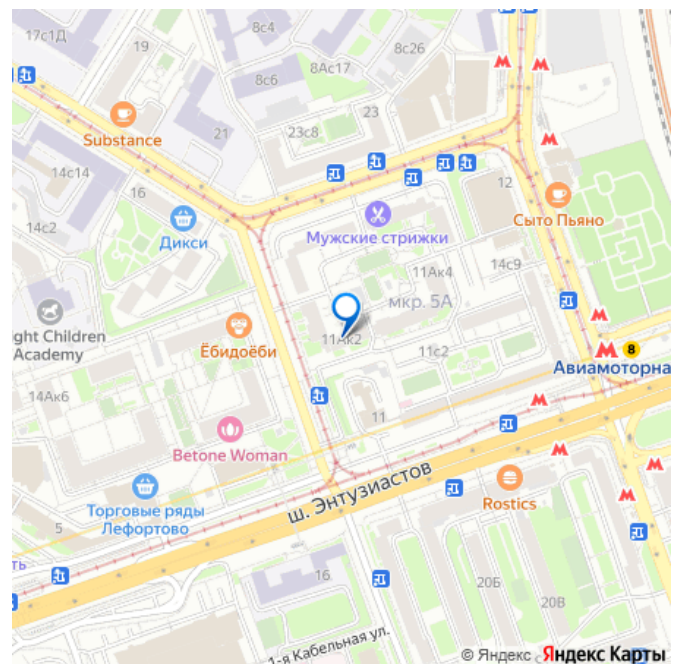 17с1Д
8с4
19
8Ас17
8с26
8с6
Substance
23
23с8
21
14с14
16
12
14с2
Дикси
Мужские стрижки
Сыто Пьяно
11Ак4
14с9
мкр. 5А
ght Children
Academy
Ёбидоёби
11Ак2
11с2
8
Авиамоторна
14Ак6
11
Betone Woman
ш. Энтузиастов
Торговые ряды
Лефортово
Rostics
5
ть
16
20Б
20В
1-я Кабельная ул.
© Яндекс Яндекс Карты